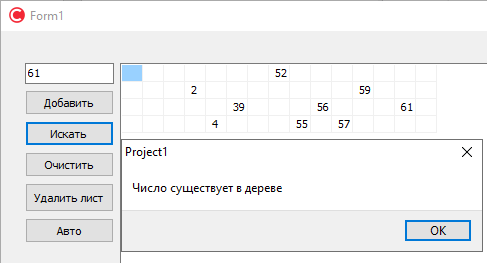 Form1
61
52
Добавить
2 59
39 56 61
Искать
4 55 57
Project1
Очистить
Число существует в дереве
Удалить лист
Авто
OK